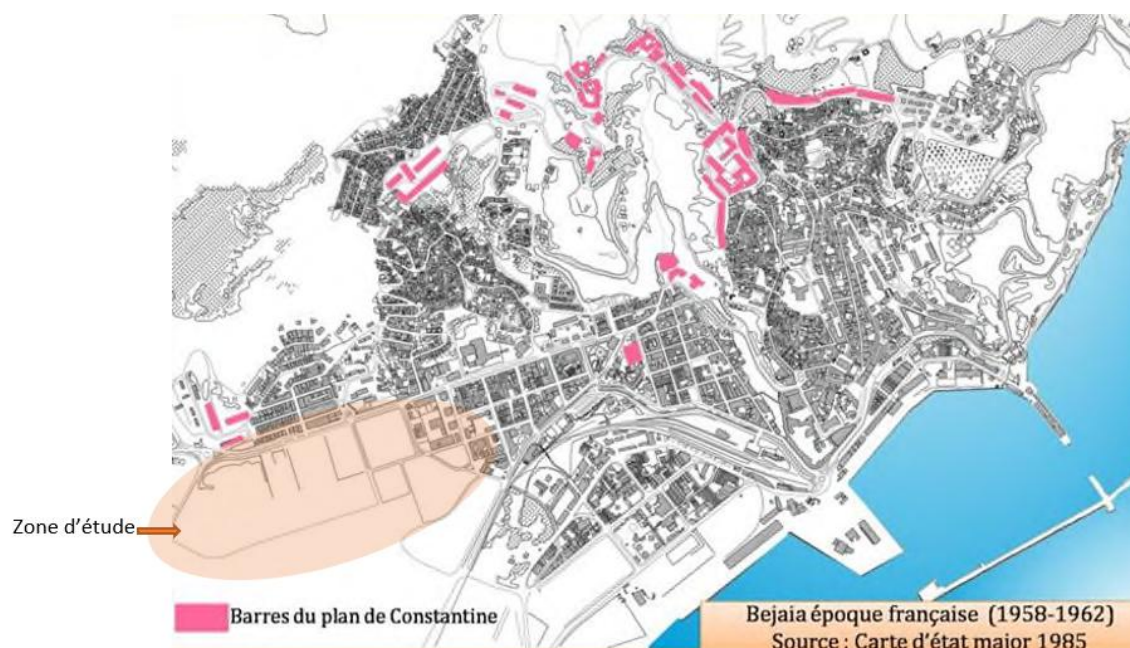 Zone d'étude
Barres du plan de Constantine
Bejaia époque française (1958-1962)
Source : Carte d'état major 1985